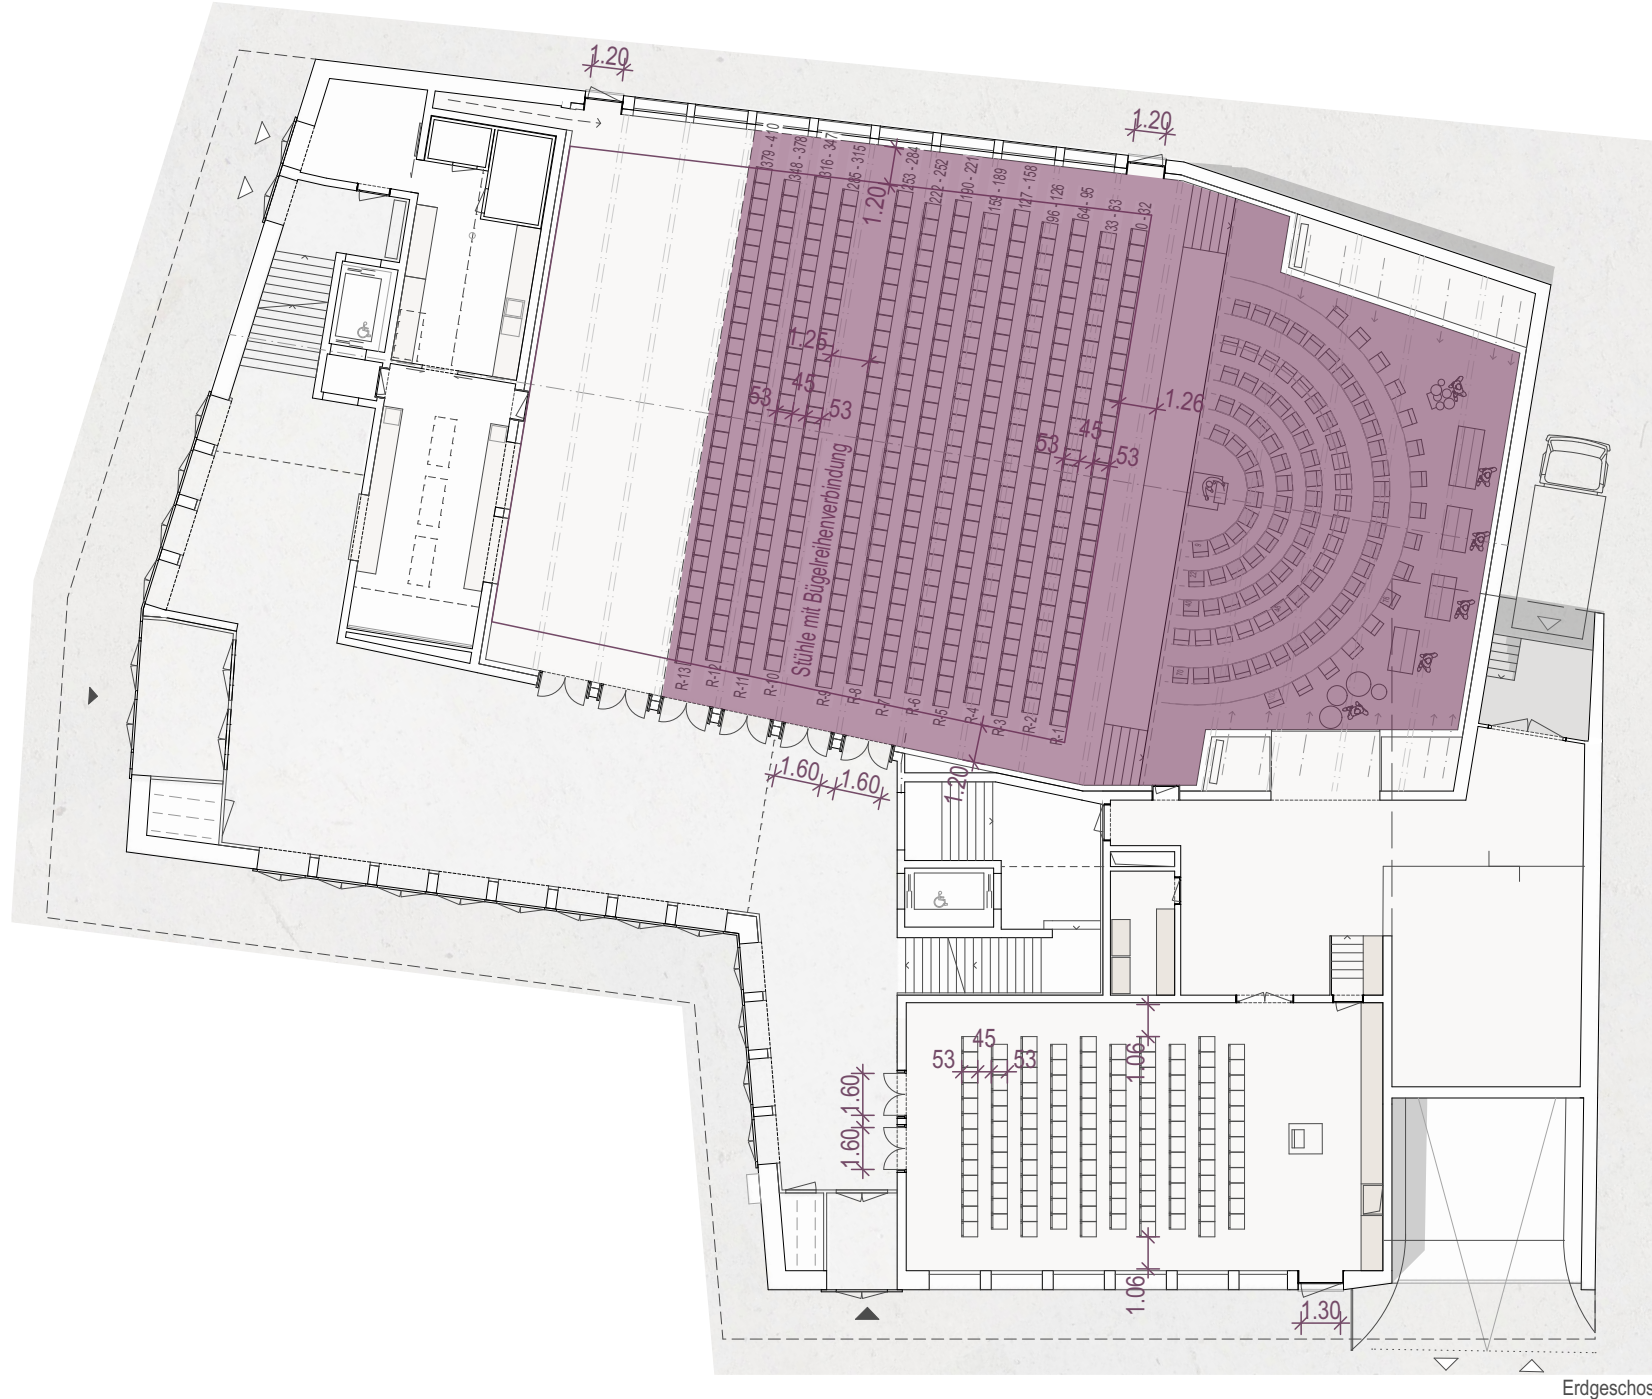 1.20
1.20
379 - 410
348 - 378
316 - 347
285 - 315
253 - 284
222 - 252
190 - 221
159 - 189
127 - 158
96 - 126
64 - 95
33 - 63
0 - 32
1.20
1.25
53
45
53
1.26
53
45
53
Stühle mit Bügelreihenverbindung
R-13
R-12
R-11
R-10
R-9
R-8
R-7
R-6
R-5
R-4
R-3
R-2
R-1
1.60
1.60
1.20
53
45
53
1.06
1.60
1.60
1.06
1.30
Erdgeschos